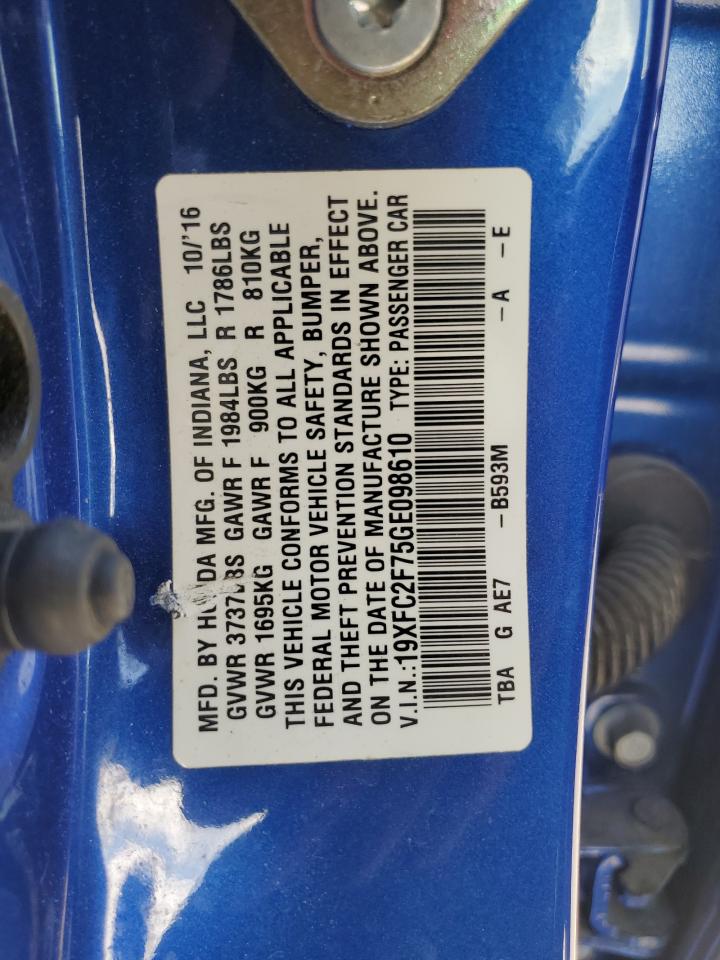 MFD. BY HONDA MFG. OF INDIANA, LLC 10/'16
GVWR 3737LBS GAWR F 1984LBS R 1786LBS
GVWR 1695KG GAWR F 900KG R 810KG
THIS VEHICLE CONFORMS TO ALL APPLICABLE
FEDERAL MOTOR VEHICLE SAFETY, BUMPER,
AND THEFT PREVENTION STANDARDS IN EFFECT
ON THE DATE OF MANUFACTURE SHOWN ABOVE.
V.I.N.:19XFC2F75GE098610 TYPE: PASSENGER CAR
TBA G AE7 -B593M -A -E